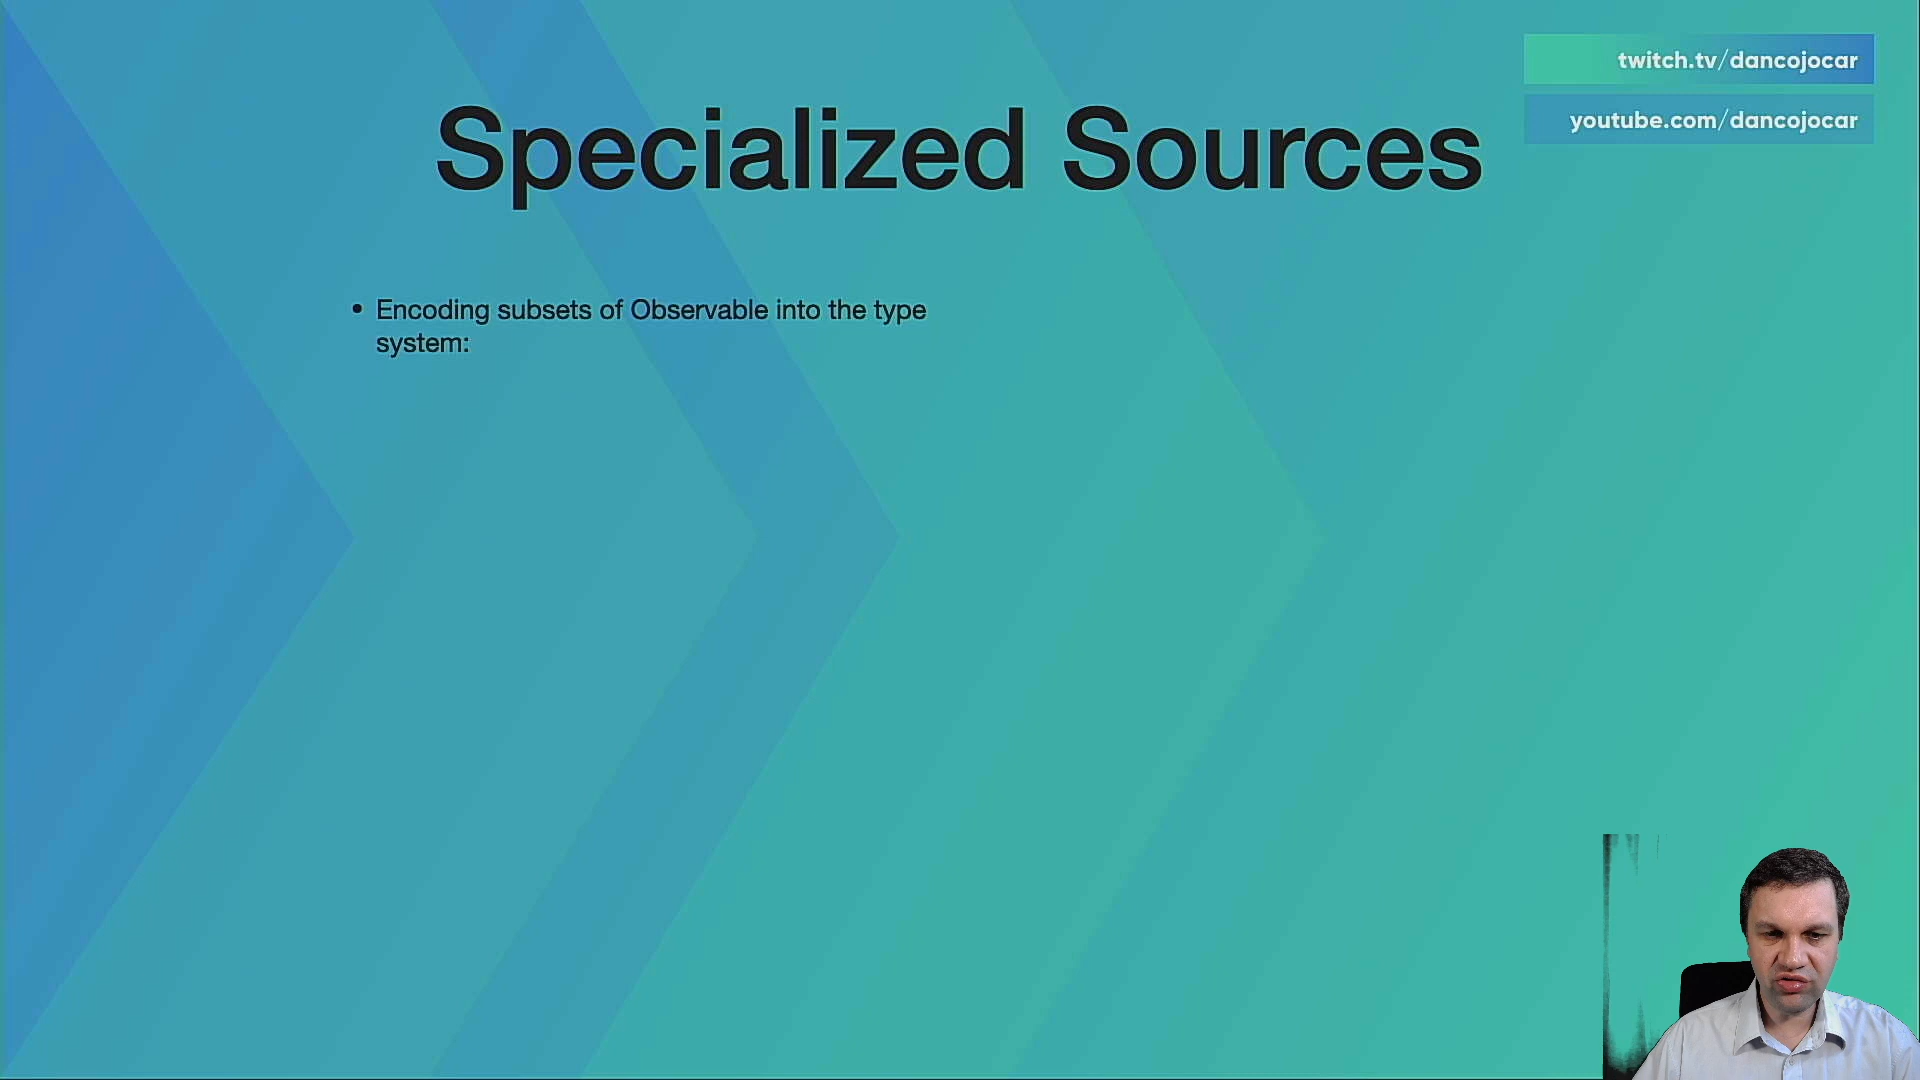 twitch.tv/dancojocar
youtube.com/dancojocar
Specialized Sources
• Encoding subsets of Observable into the type
system: